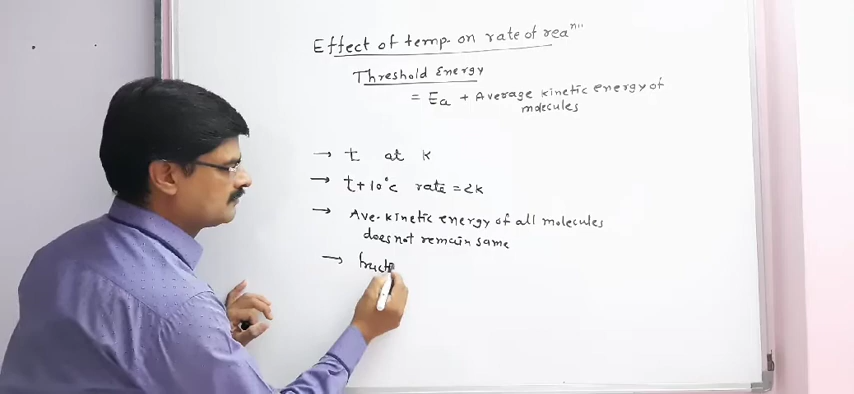 Effect of temp. on rate of rea^n...
Threshold Energy
= Ea + Average kinetic energy of
molecules
→ t at k
→ t+10°c rate = 2k
→ Ave. kinetic energy of all molecules
does not remain same
→ fract